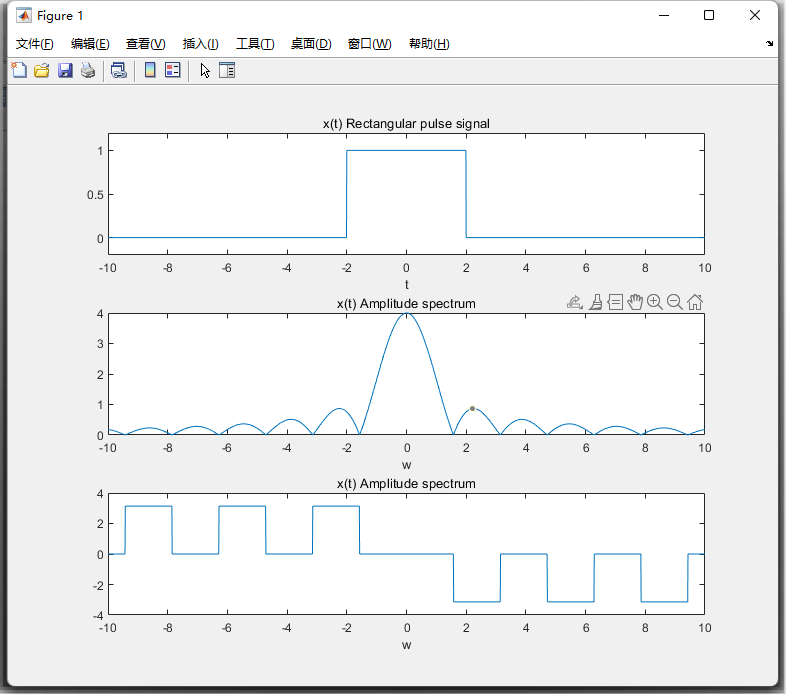 Figure 1
文件(F) 编辑(E) 查看(V) 插入(I) 工具(T) 桌面(D) 窗口(W) 帮助(H)
x(t) Rectangular pulse signal
1
0.5
0
-10 -8 -6 -4 -2 0 2 4 6 8 10
t
x(t) Amplitude spectrum
4
3
2
1
0
-10 -8 -6 -4 -2 0 2 4 6 8 10
w
x(t) Amplitude spectrum
4
2
0
-2
-4
-10 -8 -6 -4 -2 0 2 4 6 8 10
w